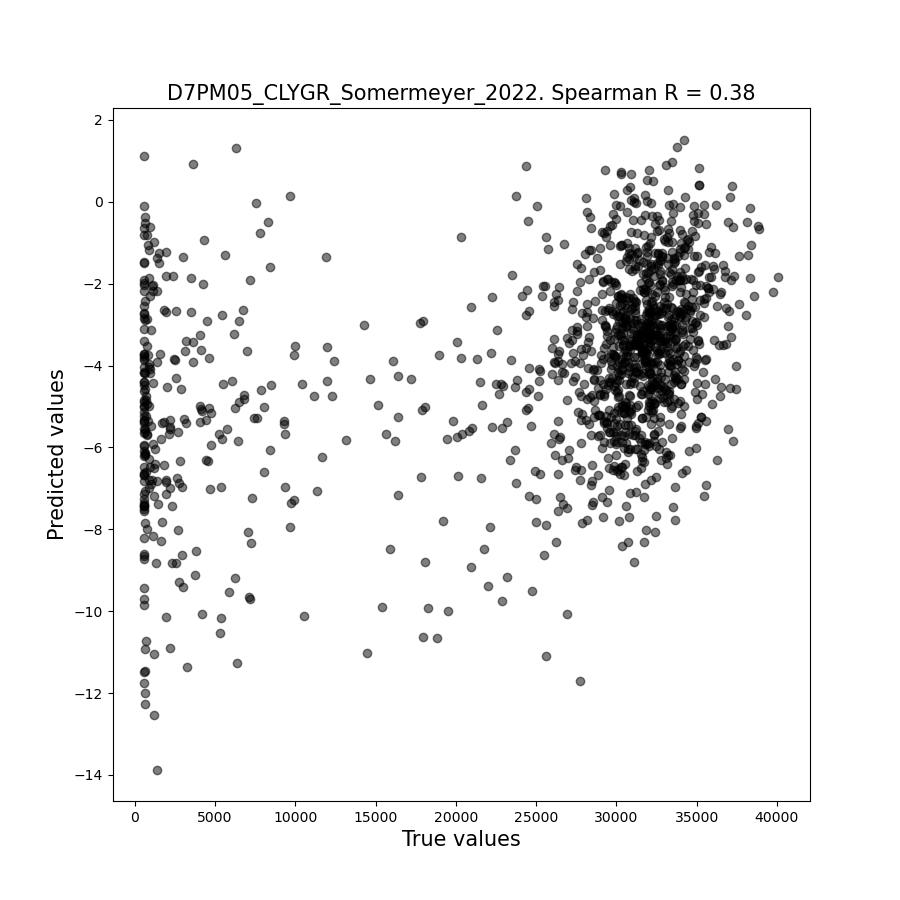 D7PM05_CLYGR_Somermeyer_2022. Spearman R = 0.38
2
0
−2
−4
−6
−8
−10
−12
−14
Predicted values
0 5000 10000 15000 20000 25000 30000 35000 40000
True values